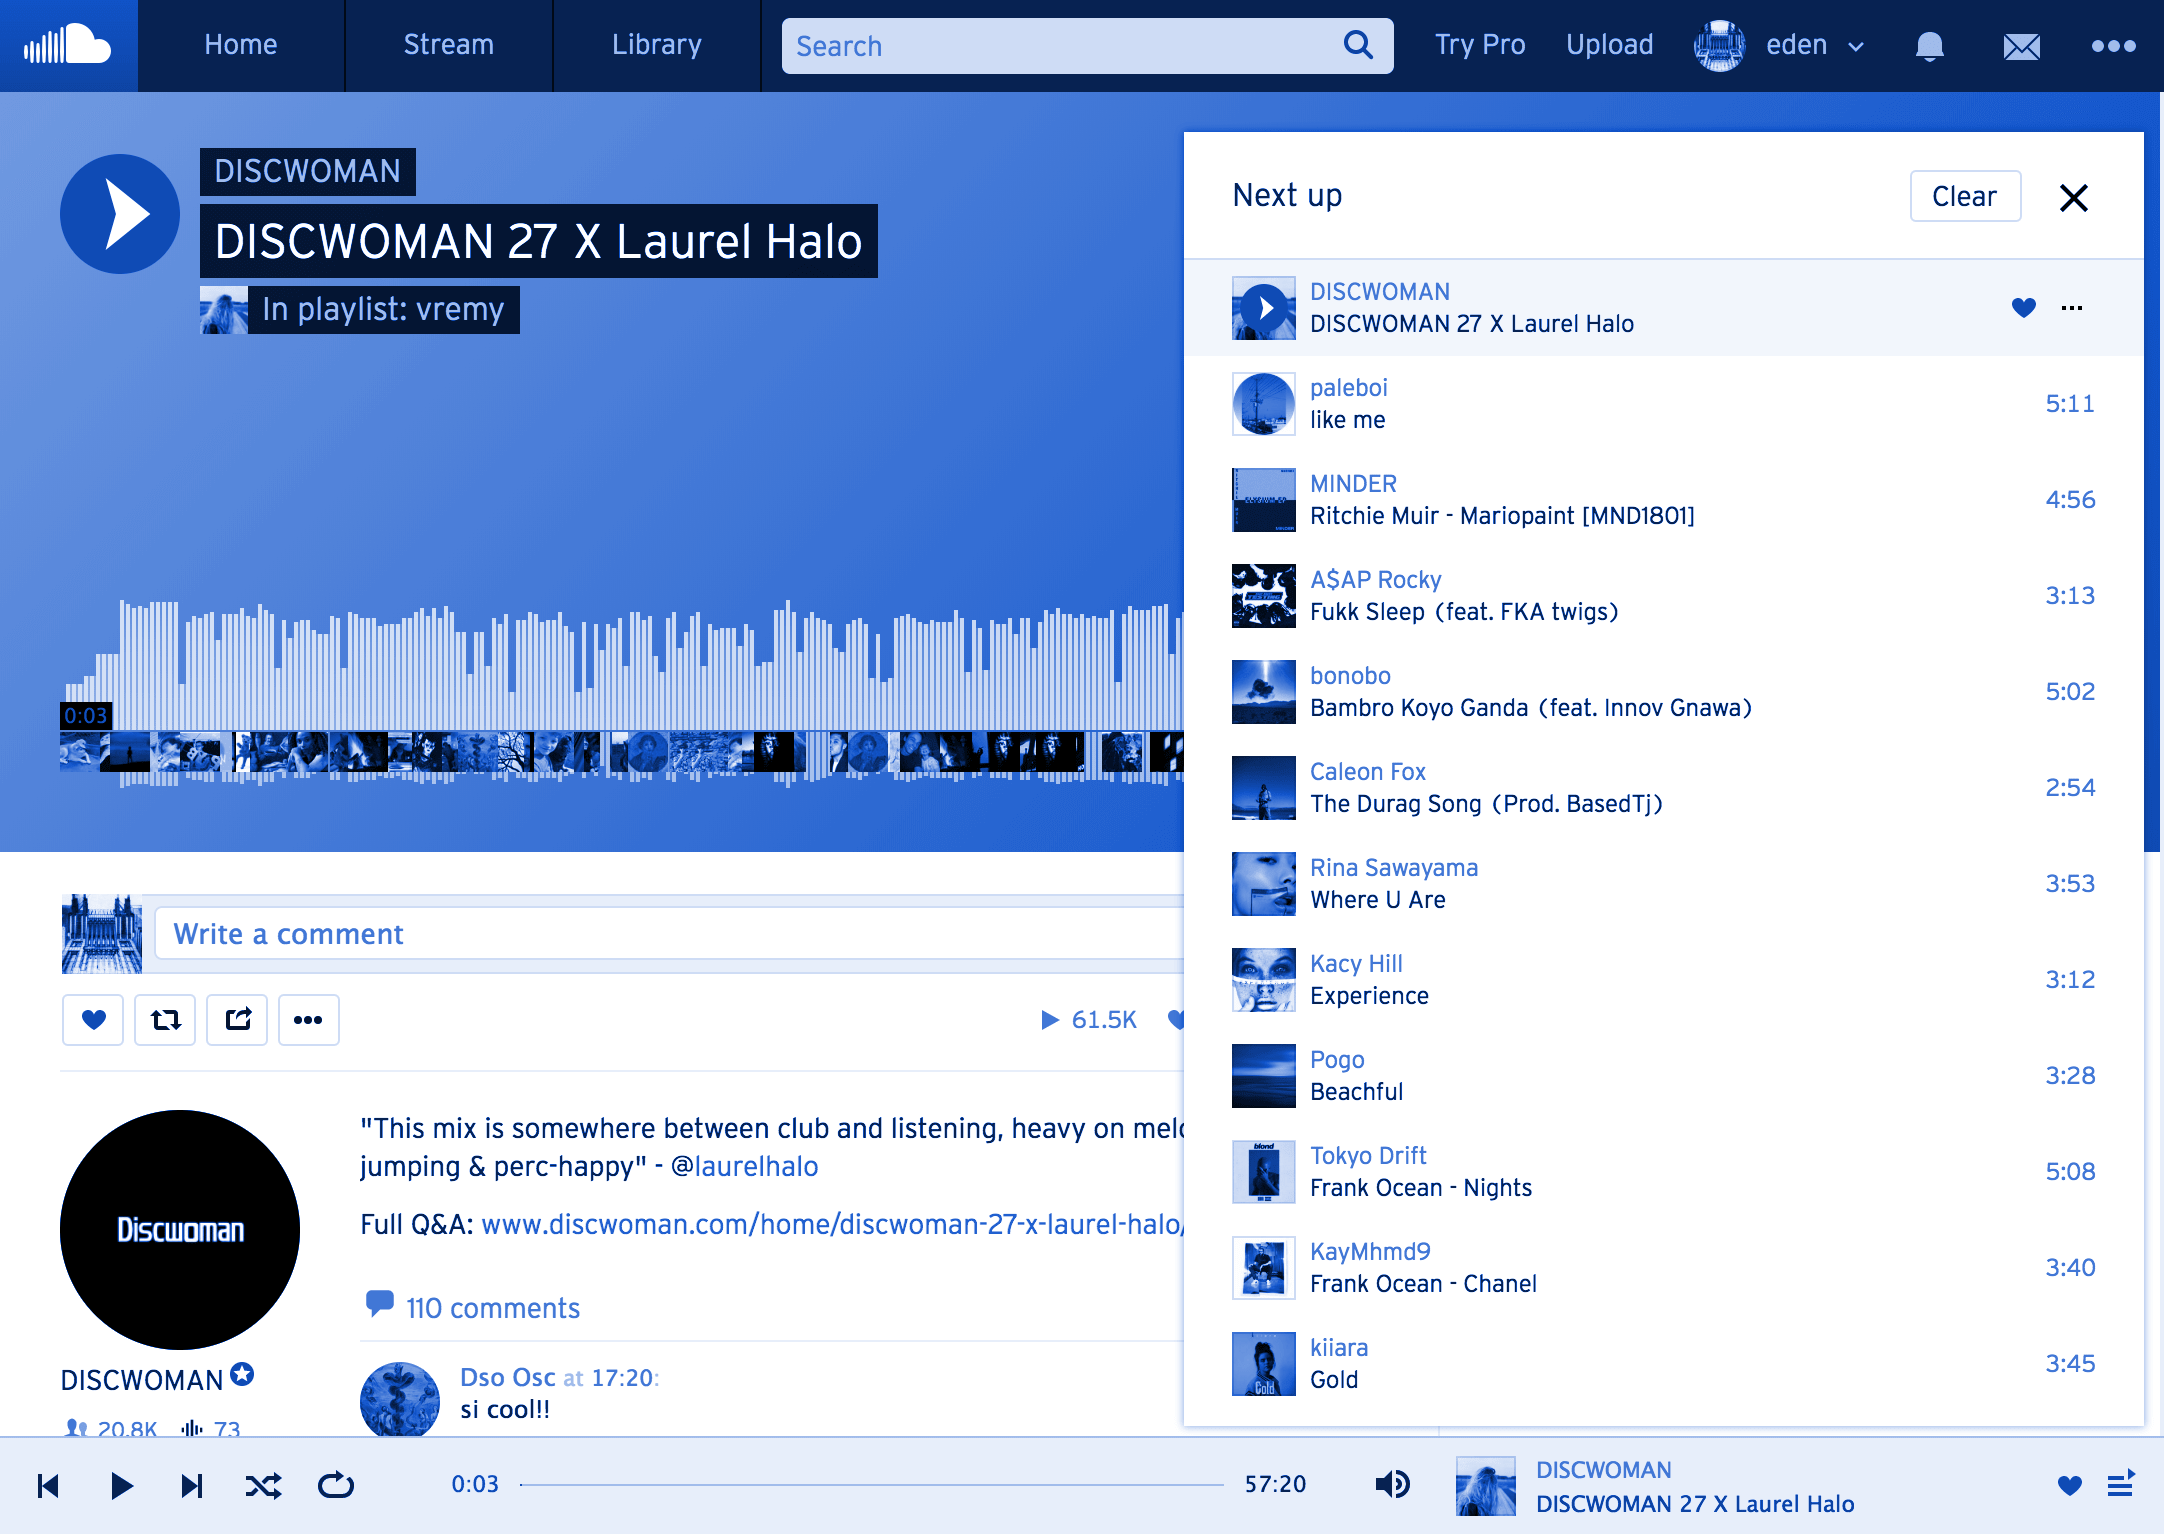 Home
Stream
Library
Search
Try Pro
Upload
eden
DISCWOMAN
DISCWOMAN 27 X Laurel Halo
In playlist: vremy
0:03
Write a comment
61.5K
"This mix is somewhere between club and listening, heavy on
jumping & perc-happy" - @laurelhalo
Full Q&A: www.discwoman.com/home/discwoman-27-x-laurel-halo/
110 comments
Discwoman
DISCWOMAN
20.8K
73
Dso Osc at 17:20:
si cool!!
Next up
Clear
DISCWOMAN
DISCWOMAN 27 X Laurel Halo
paleboi
like me
5:11
MINDER
Ritchie Muir - Mariopaint [MND1801]
4:56
A$AP Rocky
Fukk Sleep (feat. FKA twigs)
3:13
bonobo
Bambro Koyo Ganda (feat. Innov Gnawa)
5:02
Caleon Fox
The Durag Song (Prod. BasedTj)
2:54
Rina Sawayama
Where U Are
3:53
Kacy Hill
Experience
3:12
Pogo
Beachful
3:28
blond
Tokyo Drift
Frank Ocean - Nights
5:08
KayMhmd9
Frank Ocean - Chanel
3:40
Gold
kiiara
Gold
3:45
0:03
57:20
DISCWOMAN
DISCWOMAN 27 X Laurel Halo